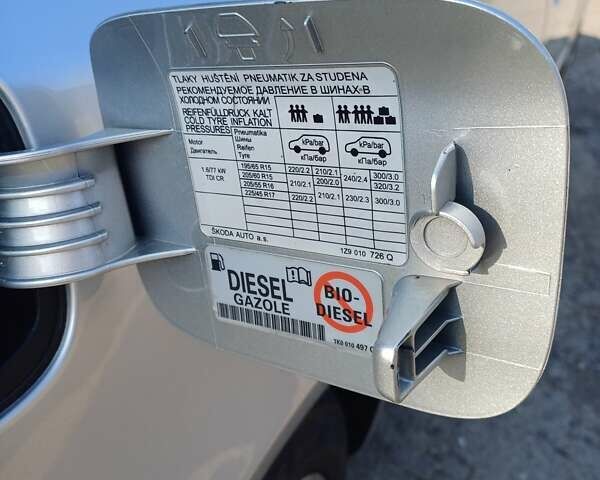 TLAKY HUŠTĚNÍ PNEUMATIK ZA STUDENA
РЕКОМЕНДУЕМОЕ ДАВЛЕНИЕ В ШИНАХ-В
ХОЛОДНОМ СОСТОЯНИИ
REIFENFÜLLDRUCK KALT
COLD TYRE INFLATION
PRESSURES
Motor
Двигатель
Pneumatika
Шины
Reifen
Tyre
kPa/bar
кПа/бар
kPa/bar
кПа/бар
1.6/77 kW
TDI CR
195/65 R15 220/2.2 210/2.1 240/2.4 300/3.0
205/60 R15 210/2.1 200/2.0 320/3.2
205/55 R16
225/45 R17 220/2.2 210/2.1 230/2.3 300/3.0
ŠKODA AUTO a.s. 1Z9 010 726 Q
DIESEL
GAZOLE
BIO-
DIESEL
7K0 010 497 C